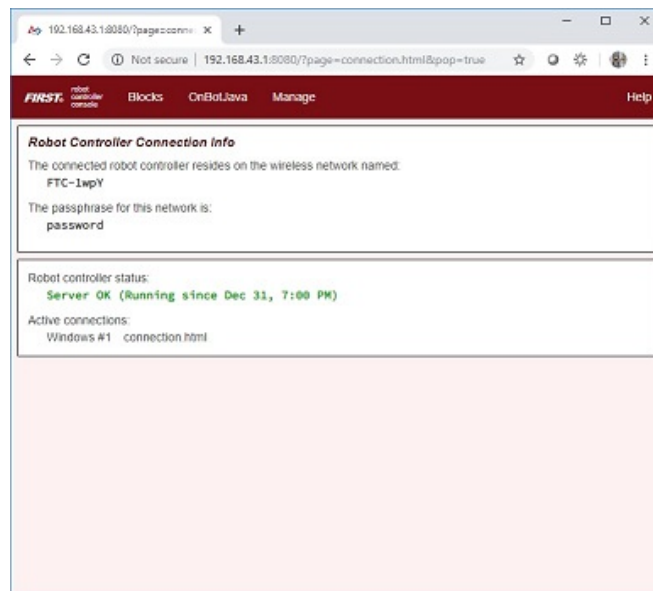 192.168.43.1:8080/?page=conne
Not secure | 192.168.43.1:8080/?page=connection.html&pop=true
FIRST. robot controller console Blocks OnBotJava Manage Help
Robot Controller Connection Info
The connected robot controller resides on the wireless network named:
FTC-1wpY
The passphrase for this network is:
password
Robot controller status:
Server OK (Running since Dec 31, 7:00 PM)
Active connections:
Windows #1 connection.html